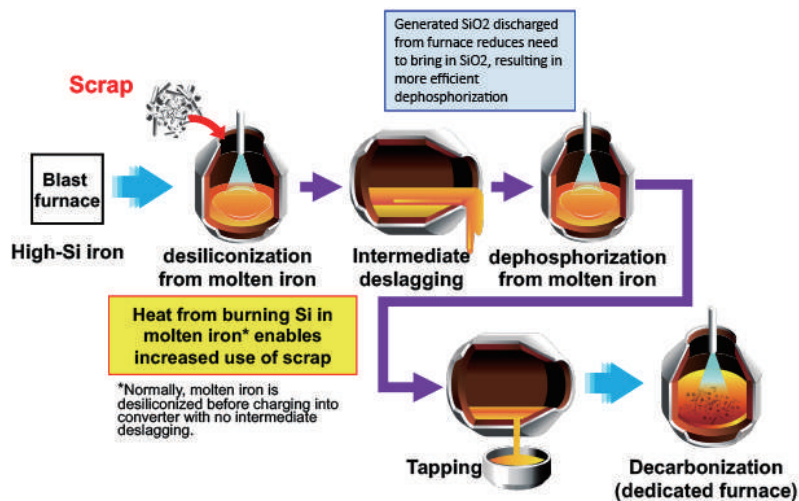 Generated SiO2 discharged
from furnace reduces need
to bring in SiO2, resulting in
more efficient
dephosphorization
Scrap
Blast
furnace
High-Si iron
desiliconization
from molten iron
Intermediate
deslagging
dephosphorization
from molten iron
Heat from burning Si in
molten iron* enables
increased use of scrap
*Normally, molten iron is
desiliconized before charging into
converter with no intermediate
deslagging.
Tapping
Decarbonization
(dedicated furnace)